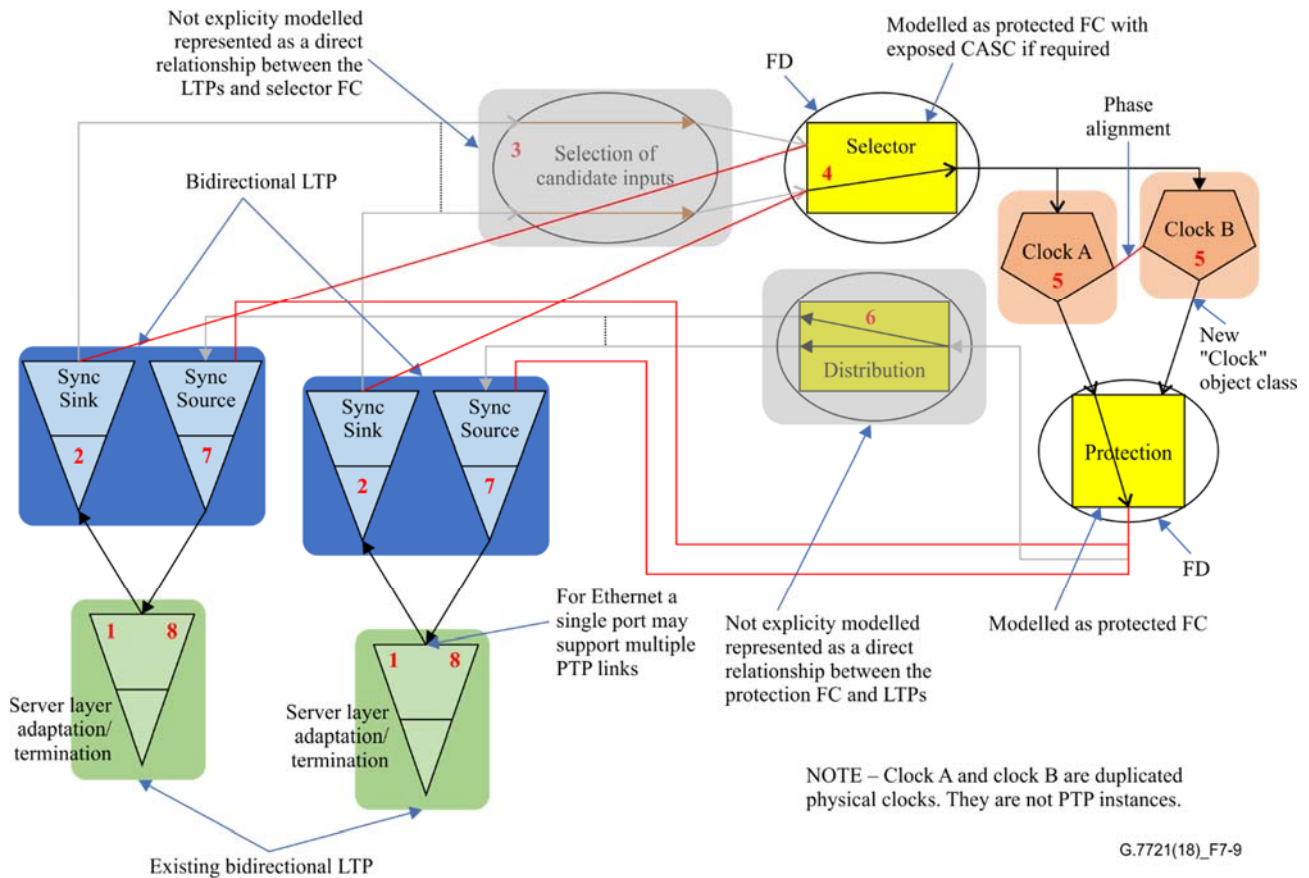 Not explicity modelled
represented as a direct
relationship between the
LTPs and selector FC
Modelled as protected FC with
exposed CASC if required
FD
Phase
alignment
3
Selection of
candidate inputs
Selector
4
Bidirectional LTP
Clock A
5
Clock B
5
6
Distribution
New
"Clock"
object class
Sync
Sink
2
Sync
Source
7
Sync
Sink
2
Sync
Source
7
Protection
FD
For Ethernet a
single port may
support multiple
PTP links
Not explicity modelled
represented as a direct
relationship between the
protection FC and LTPs
Modelled as protected FC
1 8
Server layer
adaptation/
termination
1 8
Server layer
adaptation/
termination
NOTE – Clock A and clock B are duplicated
physical clocks. They are not PTP instances.
Existing bidirectional LTP
G.7721(18)_F7-9